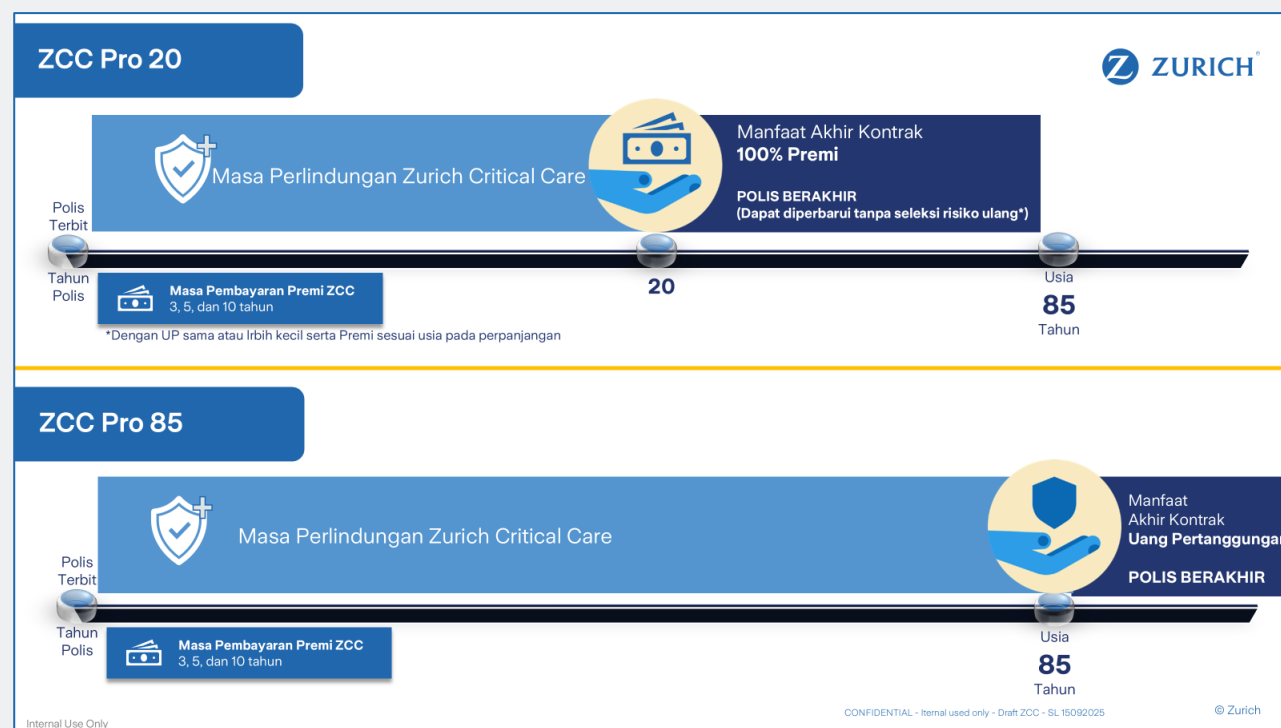 ZCC Pro 20
ZURICH
Masa Perlindungan Zurich Critical Care
Manfaat Akhir Kontrak
100% Premi
POLIS BERAKHIR
(Dapat diperbarui tanpa seleksi risiko ulang*)
Polis
Terbit
Tahun
Polis
Masa Pembayaran Premi ZCC
3, 5, dan 10 tahun
20
Usia
85
Tahun
*Dengan UP sama atau lrbih kecil serta Premi sesuai usia pada perpanjangan
ZCC Pro 85
Masa Perlindungan Zurich Critical Care
Manfaat
Akhir Kontrak
Uang Pertanggungan
POLIS BERAKHIR
Polis
Terbit
Tahun
Polis
Masa Pembayaran Premi ZCC
3, 5, dan 10 tahun
Usia
85
Tahun
Internal Use Only
CONFIDENTIAL - Iternal used only - Draft ZCC - SL 15092025
© Zurich